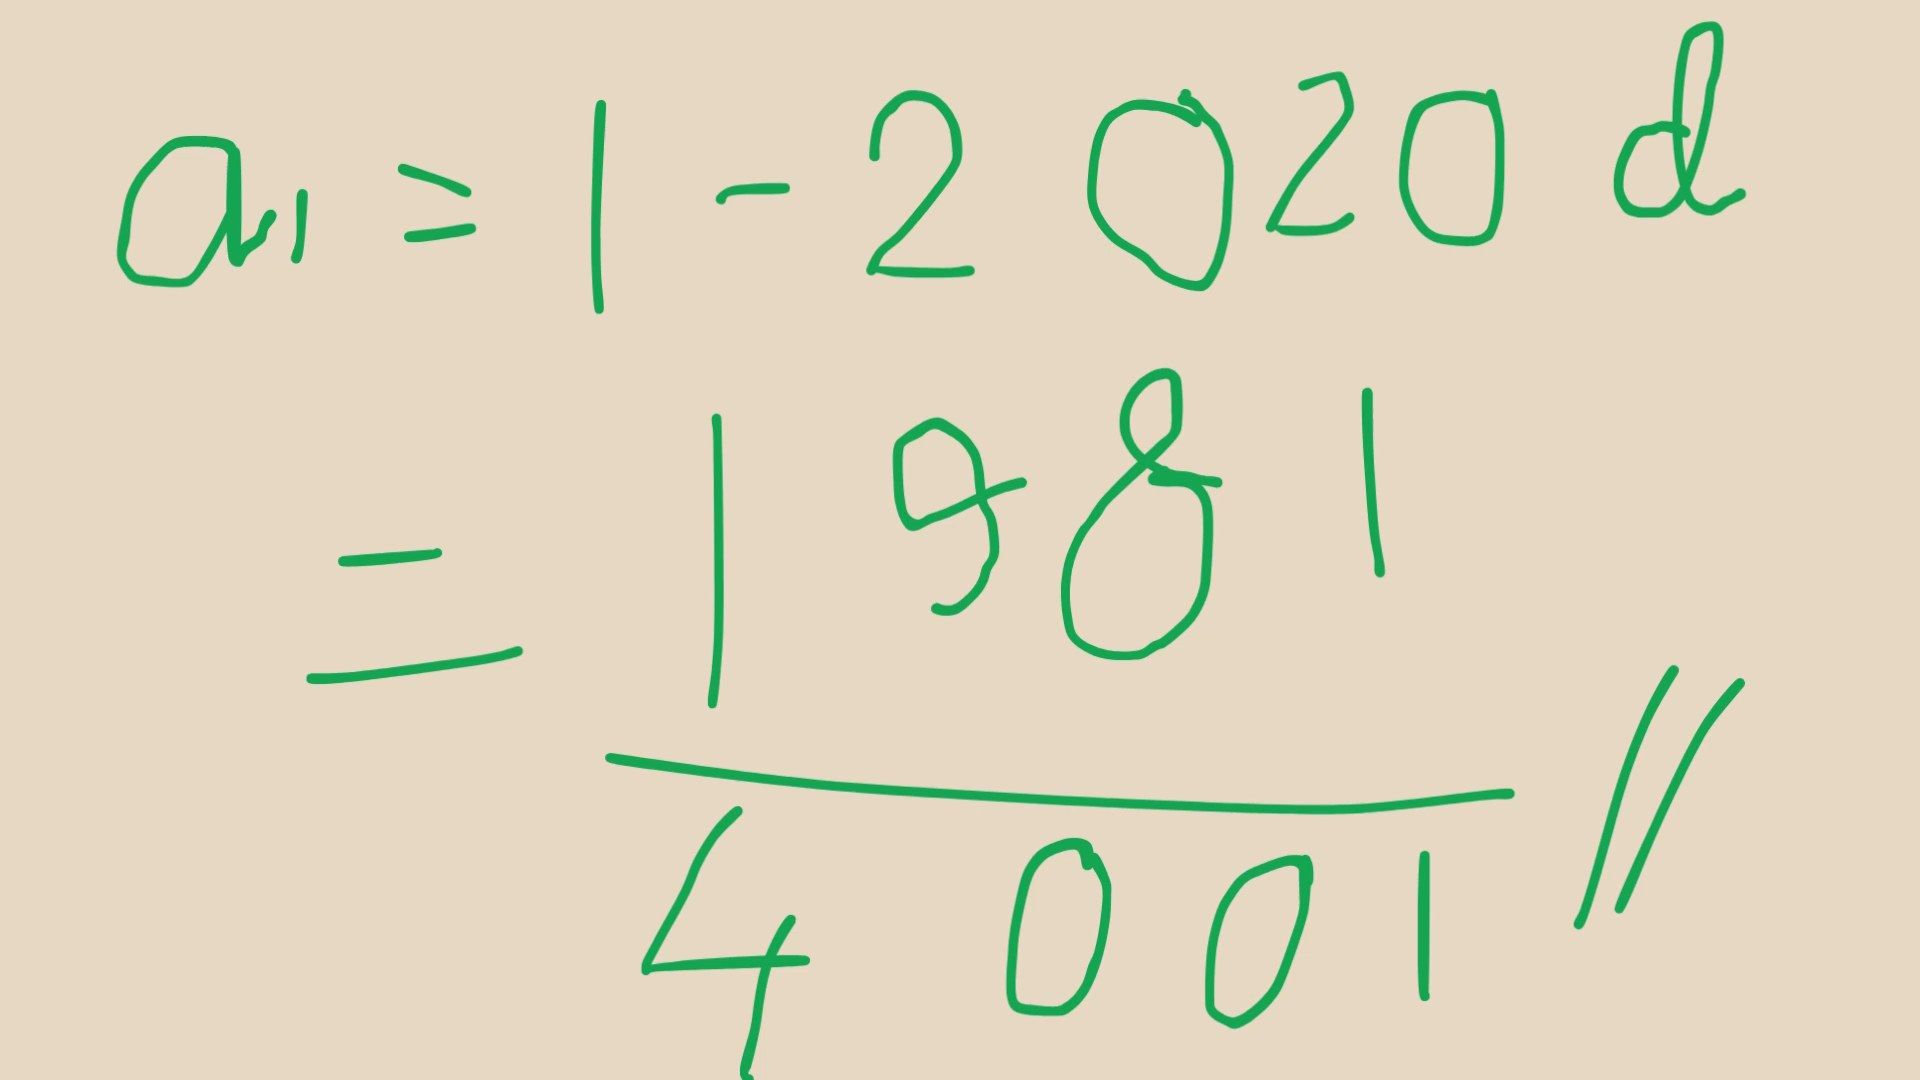 a₁ = 1 - 2020d
= 1981
4001 //